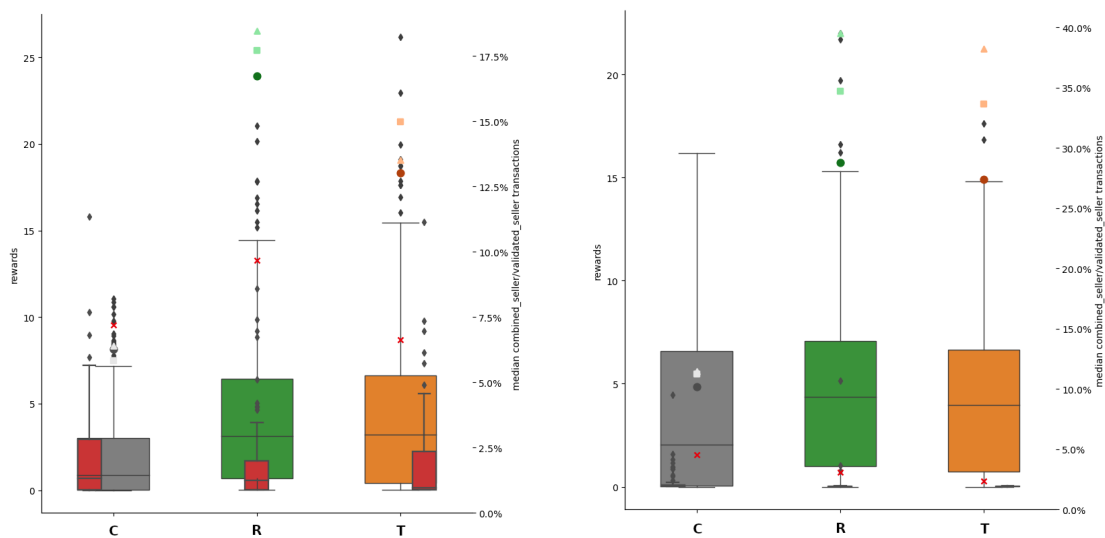 25
20
15
10
5
0
rewards
C
R
T
17.5%
15.0%
12.5%
10.0%
7.5%
5.0%
2.5%
0.0%
median combined_seller/validated_seller transactions
20
15
10
5
0
rewards
C
R
T
40.0%
35.0%
30.0%
25.0%
20.0%
15.0%
10.0%
5.0%
0.0%
median combined_seller/validated_seller transactions